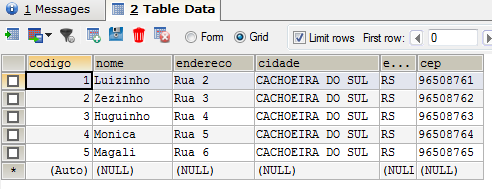 1 Messages 2 Table Data
Form Grid Limit rows First row: 0
codigo nome endereco cidade e... cep
1 Luizinho Rua 2 CACHOEIRA DO SUL RS 96508761
2 Zezinho Rua 3 CACHOEIRA DO SUL RS 96508762
3 Huguinho Rua 4 CACHOEIRA DO SUL RS 96508763
4 Monica Rua 5 CACHOEIRA DO SUL RS 96508764
5 Magali Rua 6 CACHOEIRA DO SUL RS 96508765
* (Auto) (NULL) (NULL) (NULL) (NULI (NULL)